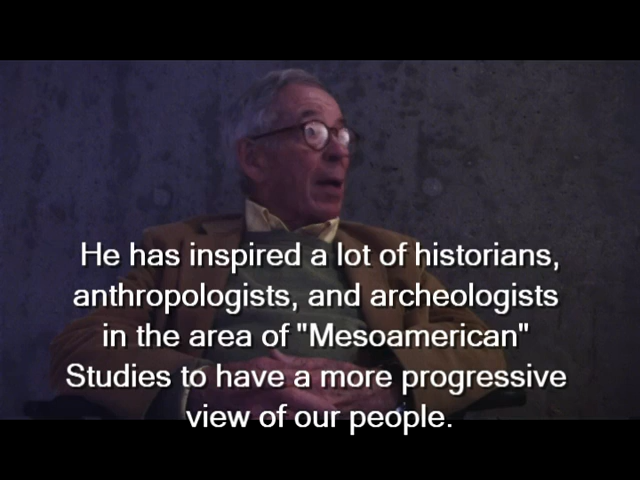 He has inspired a lot of historians,
anthropologists, and archeologists
in the area of "Mesoamerican"
Studies to have a more progressive
view of our people.